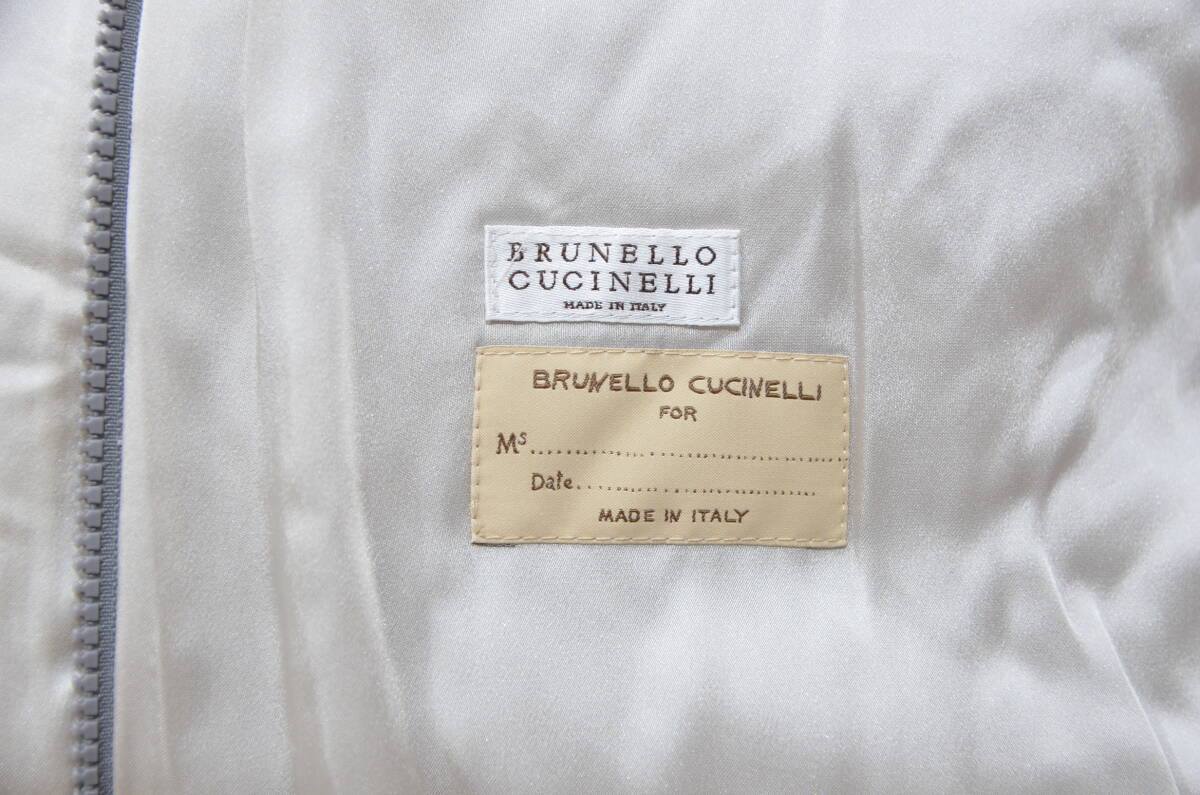 BRUNELLO
CUCINELLI
MADE IN ITALY
BRUNELLO CUCINELLI
FOR
Ms.............................................
Date...................................
MADE IN ITALY